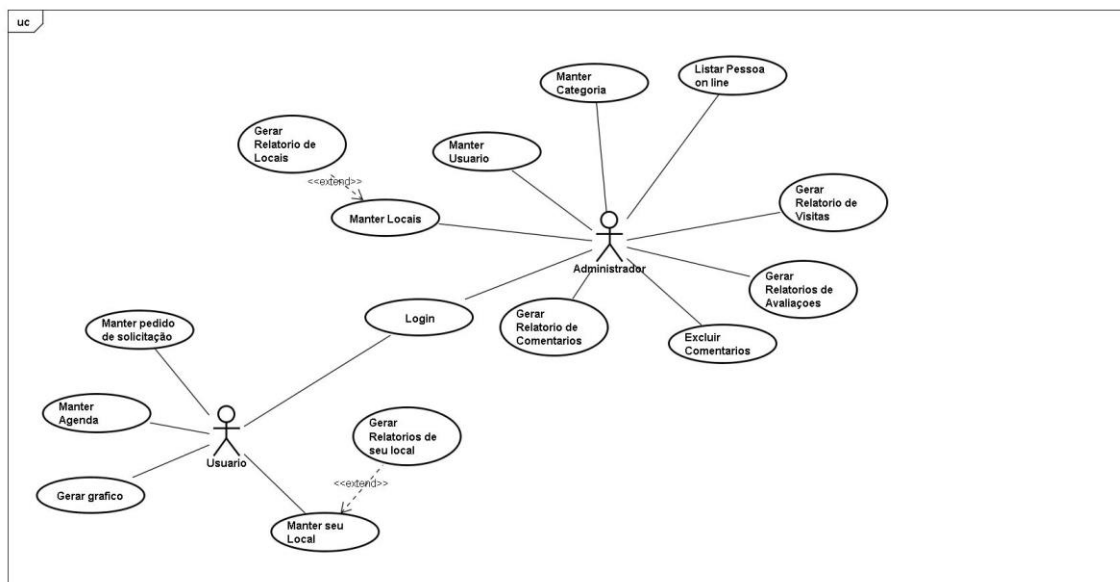 uc
Manter
Categoria
Listar Pessoa
on line
Gerar
Relatorio de
Locais
Manter
Usuario
<<extend>>
Manter Locais
Gerar
Relatorio de
Visitas
Administrador
Gerar
Relatorios de
Avaliaçoes
Login
Gerar
Relatorio de
Comentarios
Excluir
Comentarios
Manter pedido
de solicitação
Manter
Agenda
Gerar
Relatorios de
seu local
Usuario
<<extend>>
Gerar grafico
Manter seu
Local